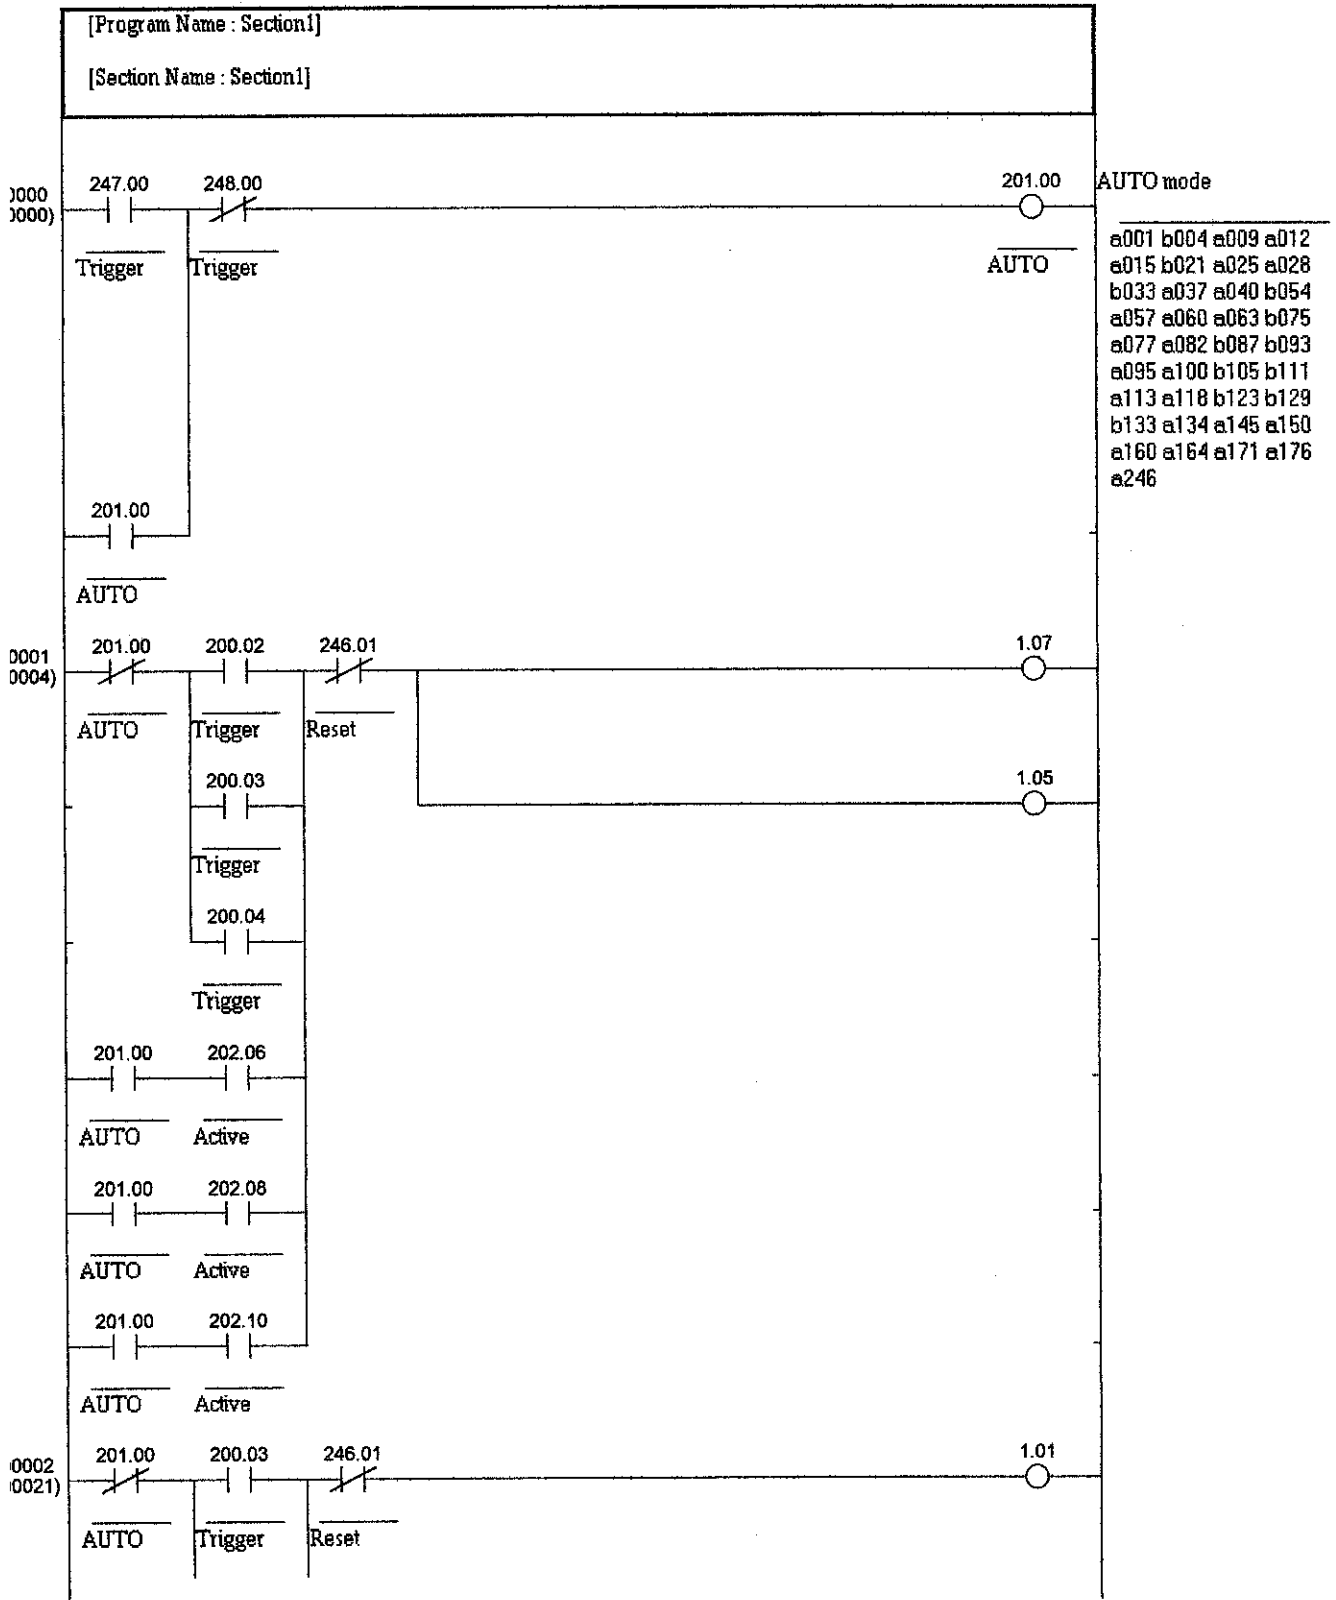 [Program Name : Section1]
[Section Name : Section1]
247.00 248.00 201.00 AUTO mode
0000
0000)
Trigger Trigger AUTO
a001 b004 a009 a012
a015 b021 a025 a028
b033 a037 a040 b054
a057 a060 a063 b075
a077 a082 b087 b093
a095 a100 b105 b111
a113 a118 b123 b129
b133 a134 a145 a150
a160 a164 a171 a176
a246
201.00
AUTO
201.00 200.02 246.01 1.07
0001
0004)
AUTO Trigger Reset
200.03 1.05
Trigger
200.04
Trigger
201.00 202.06
AUTO Active
201.00 202.08
AUTO Active
201.00 202.10
AUTO Active
201.00 200.03 246.01 1.01
0002
0021)
AUTO Trigger Reset